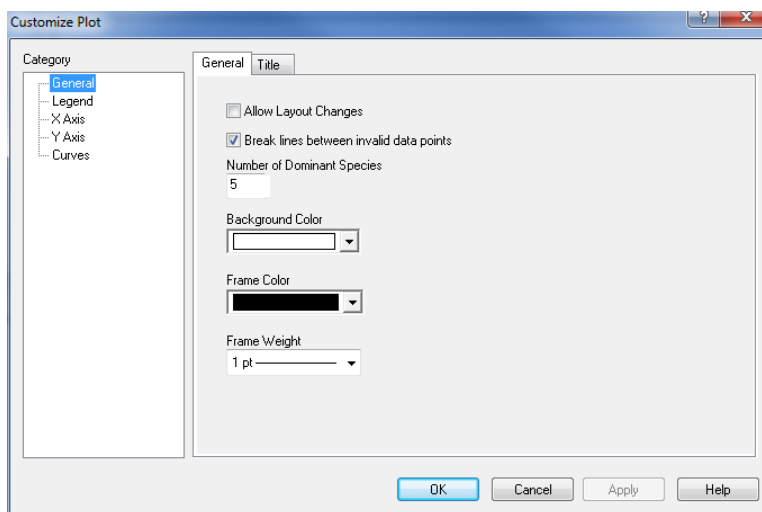 Customize Plot
?
X
Category
General
Legend
X Axis
Y Axis
Curves
General Title
Allow Layout Changes
Break lines between invalid data points
Number of Dominant Species
5
Background Color
Frame Color
Frame Weight
1 pt
OK Cancel Apply Help